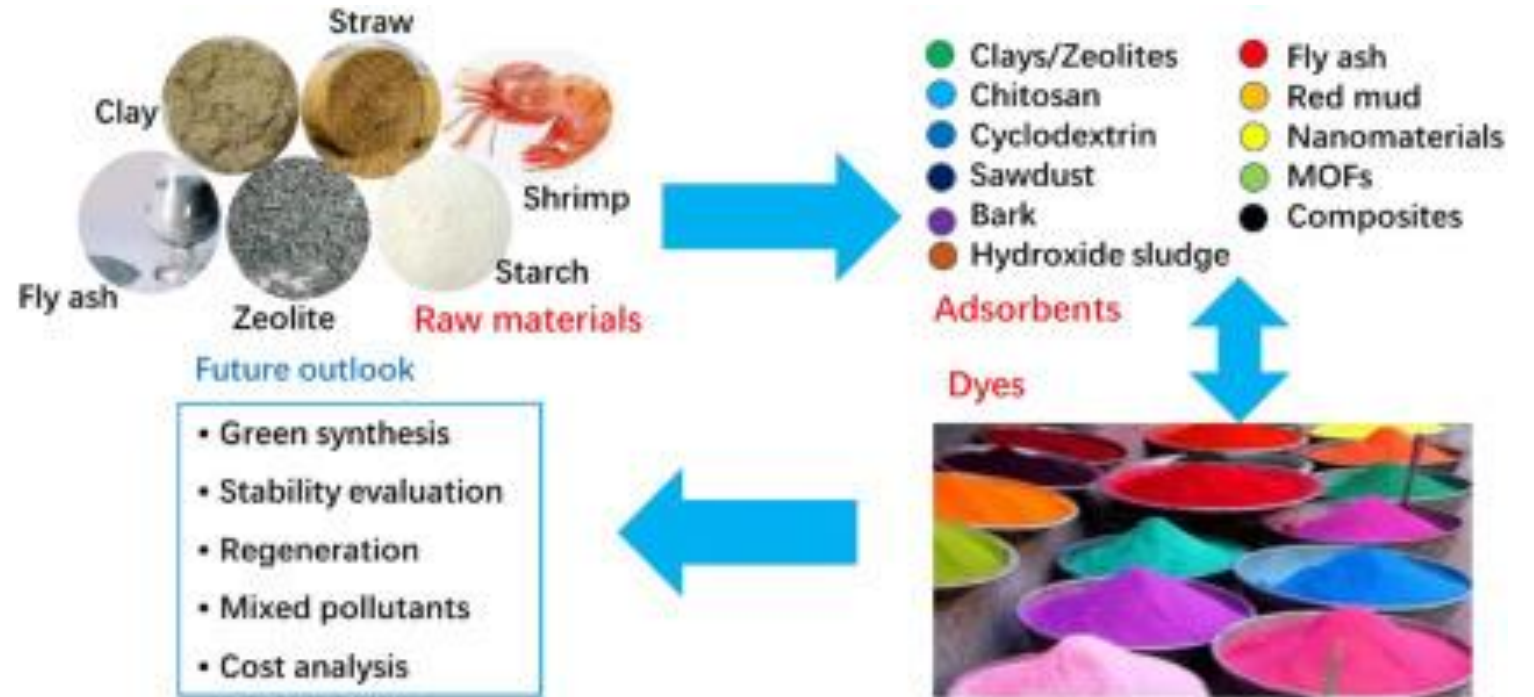 Straw
Clay
Shrimp
Starch
Fly ash
Zeolite
Raw materials
Clays/Zeolites
Chitosan
Cyclodextrin
Sawdust
Bark
Hydroxide sludge
Fly ash
Red mud
Nanomaterials
MOFs
Composites
Adsorbents
Dyes
Future outlook
• Green synthesis
• Stability evaluation
• Regeneration
• Mixed pollutants
• Cost analysis